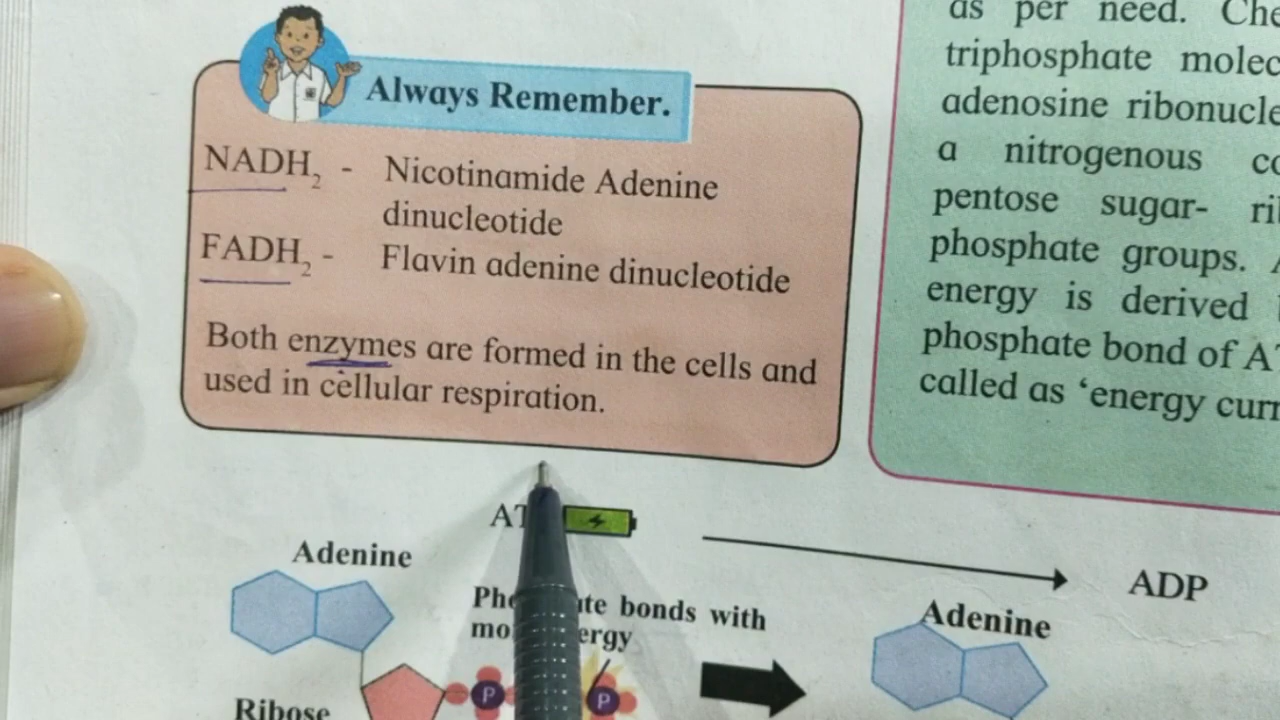 Always Remember.
NADH₂ - Nicotinamide Adenine
dinucleotide
FADH₂ - Flavin adenine dinucleotide
Both enzymes are formed in the cells and
used in cellular respiration.
as per need.
triphosphate
adenosine
a nitrogenous
pentose sugar-
phosphate groups.
energy is derived
phosphate bond of
called as ‘energy
ADP
Adenine
bonds with
Adenine
P
P
Ribose